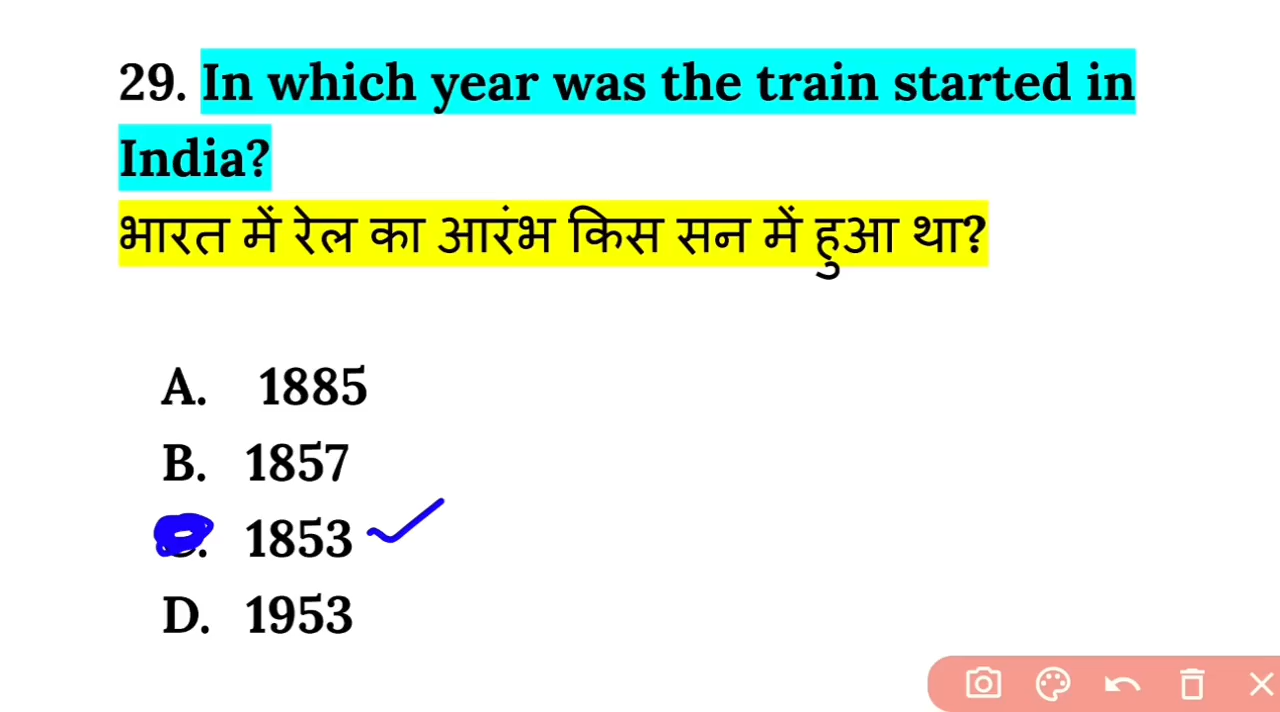 29. In which year was the train started in
India?
भारत में रेल का आरंभ किस सन में हुआ था?
A. 1885
B. 1857
1853
D. 1953